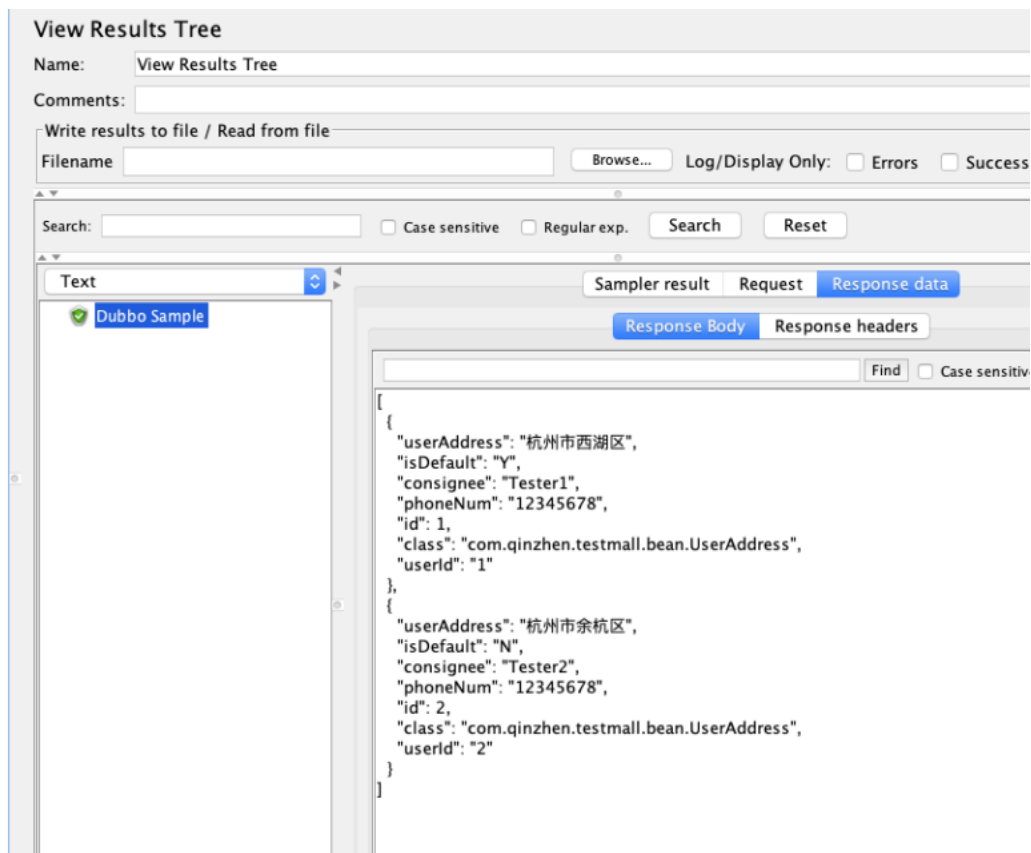 View Results Tree
Name: View Results Tree
Comments:
Write results to file / Read from file
Filename Browse... Log/Display Only: Errors Success
Search: Case sensitive Regular exp. Search Reset
Text
Sampler result Request Response data
Dubbo Sample
Response Body Response headers
Find Case sensitiv
[
{
"userAddress": "杭州市西湖区",
"isDefault": "Y",
"consignee": "Tester1",
"phoneNum": "12345678",
"id": 1,
"class": "com.qinzhen.testmall.bean.UserAddress",
"userId": "1"
},
{
"userAddress": "杭州市余杭区",
"isDefault": "N",
"consignee": "Tester2",
"phoneNum": "12345678",
"id": 2,
"class": "com.qinzhen.testmall.bean.UserAddress",
"userId": "2"
}
]